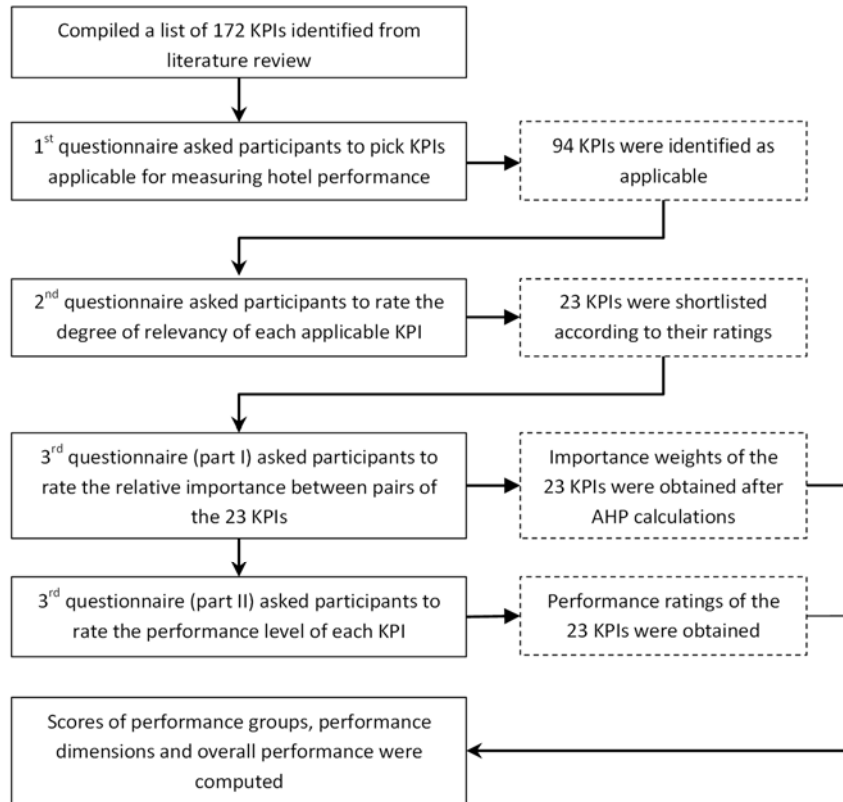 Compiled a list of 172 KPIs identified from
literature review
1st questionnaire asked participants to pick KPIs
applicable for measuring hotel performance
94 KPIs were identified as
applicable
2nd questionnaire asked participants to rate the
degree of relevancy of each applicable KPI
23 KPIs were shortlisted
according to their ratings
3rd questionnaire (part I) asked participants to
rate the relative importance between pairs of
the 23 KPIs
Importance weights of the
23 KPIs were obtained after
AHP calculations
3rd questionnaire (part II) asked participants to
rate the performance level of each KPI
Performance ratings of the
23 KPIs were obtained
Scores of performance groups, performance
dimensions and overall performance were
computed